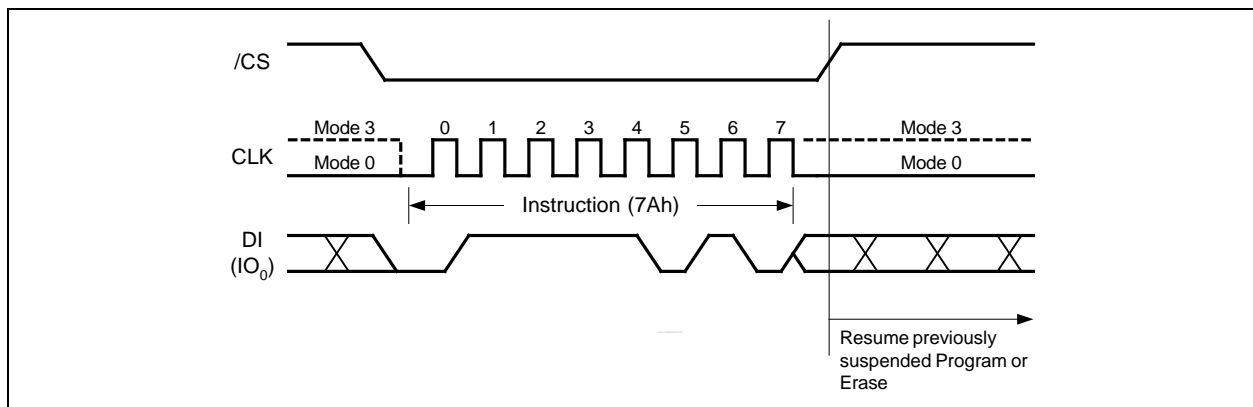 /CS
Mode 3 0 1 2 3 4 5 6 7 Mode 3
CLK
Mode 0 Mode 0
Instruction (7Ah)
DI
(IO0)
Resume previously
suspended Program or
Erase